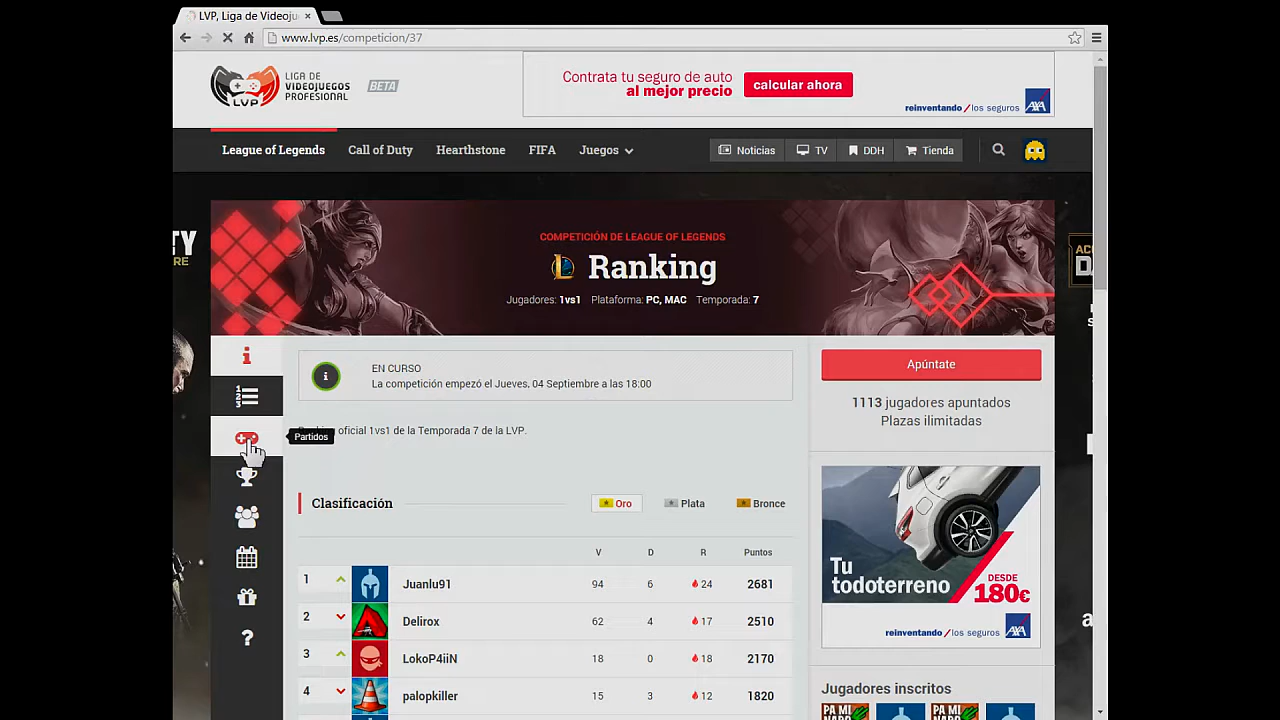 LVP, Liga de Videoju
www.lvp.es/competicion/37
LVP
LIGA DE
VIDEOJUEGOS
PROFESIONAL
BETA
Contrata tu seguro de auto
al mejor precio
calcular ahora
reinventando/los seguros
AXA
League of Legends
Call of Duty
Hearthstone
FIFA
Juegos
Noticias
TV
DDH
Tienda
COMPETICIÓN DE LEAGUE OF LEGENDS
Ranking
Jugadores: 1vs1 Plataforma: PC, MAC Temporada: 7
EN CURSO
La competición empezó el Jueves, 04 Septiembre a las 18:00
Partidos
oficial 1vs1 de la Temporada 7 de la LVP.
Apúntate
1113 jugadores apuntados
Plazas ilimitadas
Clasificación
Oro
Plata
Bronce
V D R Puntos
1 Juanlu91 94 6 24 2681
2 Delirox 62 4 17 2510
3 LokoP4iiN 18 0 18 2170
4 palopkiller 15 3 12 1820
Tu
todoterreno
DESDE
180€
reinventando/los seguros
AXA
Jugadores inscritos
PA MI
PA MI